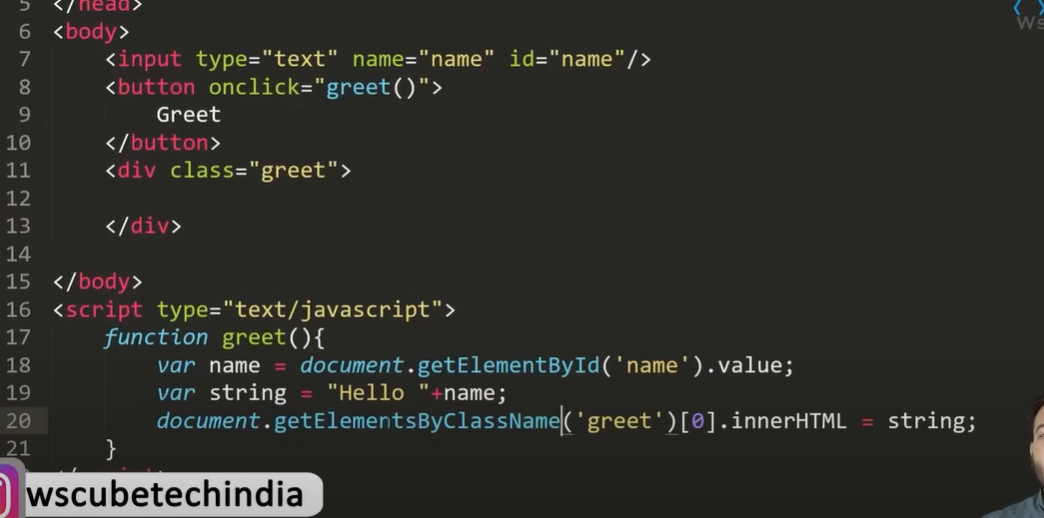 5 </head>
6 <body>
7 <input type="text" name="name" id="name"/>
8 <button onclick="greet()">
9 Greet
10 </button>
11 <div class="greet">
12
13 </div>
14
15 </body>
16 <script type="text/javascript">
17 function greet(){
18 var name = document.getElementById('name').value;
19 var string = "Hello "+name;
20 document.getElementsByClassName('greet')[0].innerHTML = string;
21 }
wscubetechindia